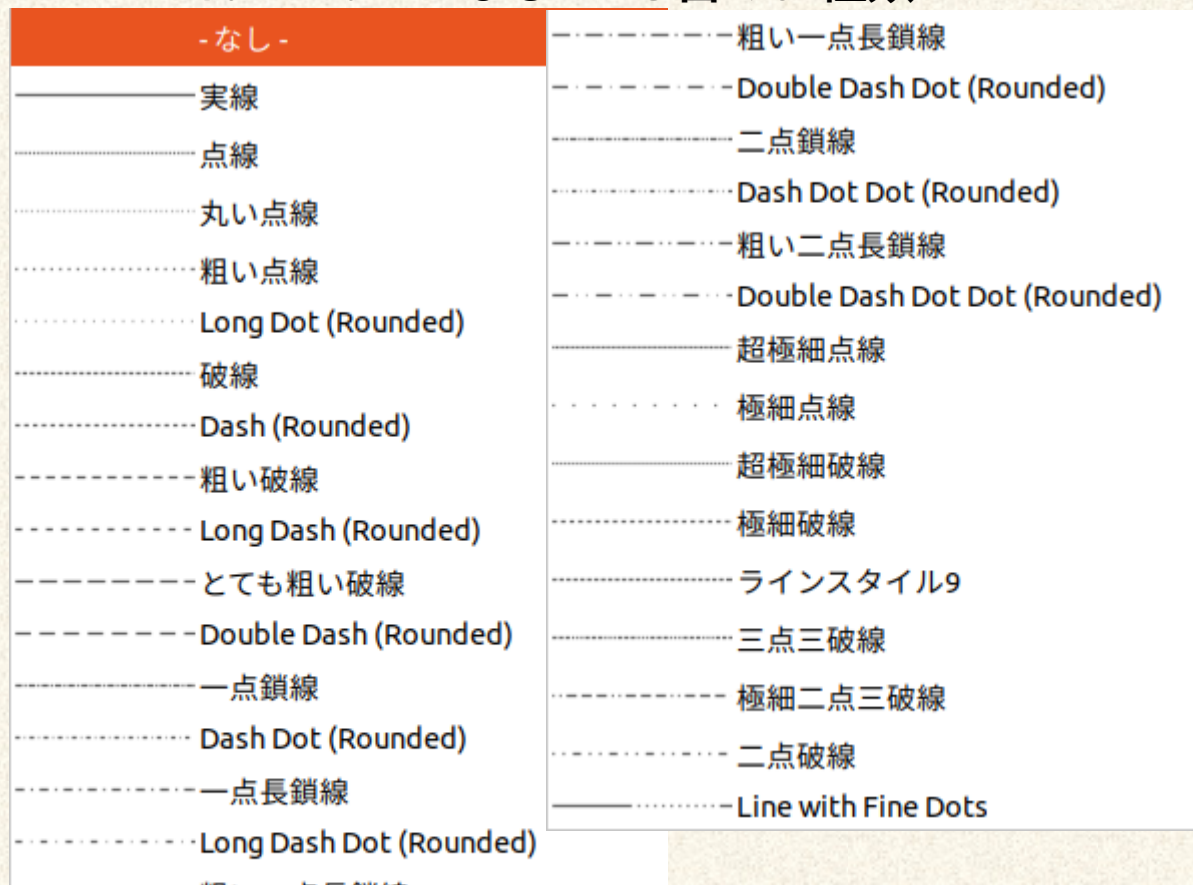 - なし -
実線
点線
丸い点線
粗い点線
Long Dot (Rounded)
破線
Dash (Rounded)
粗い破線
Long Dash (Rounded)
とても粗い破線
Double Dash (Rounded)
一点鎖線
Dash Dot (Rounded)
一点長鎖線
Long Dash Dot (Rounded)
粗い一点長鎖線
Double Dash Dot (Rounded)
二点鎖線
Dash Dot Dot (Rounded)
粗い二点長鎖線
Double Dash Dot Dot (Rounded)
超極細点線
極細点線
超極細破線
極細破線
ラインスタイル9
三点三破線
極細二点三破線
二点破線
Line with Fine Dots